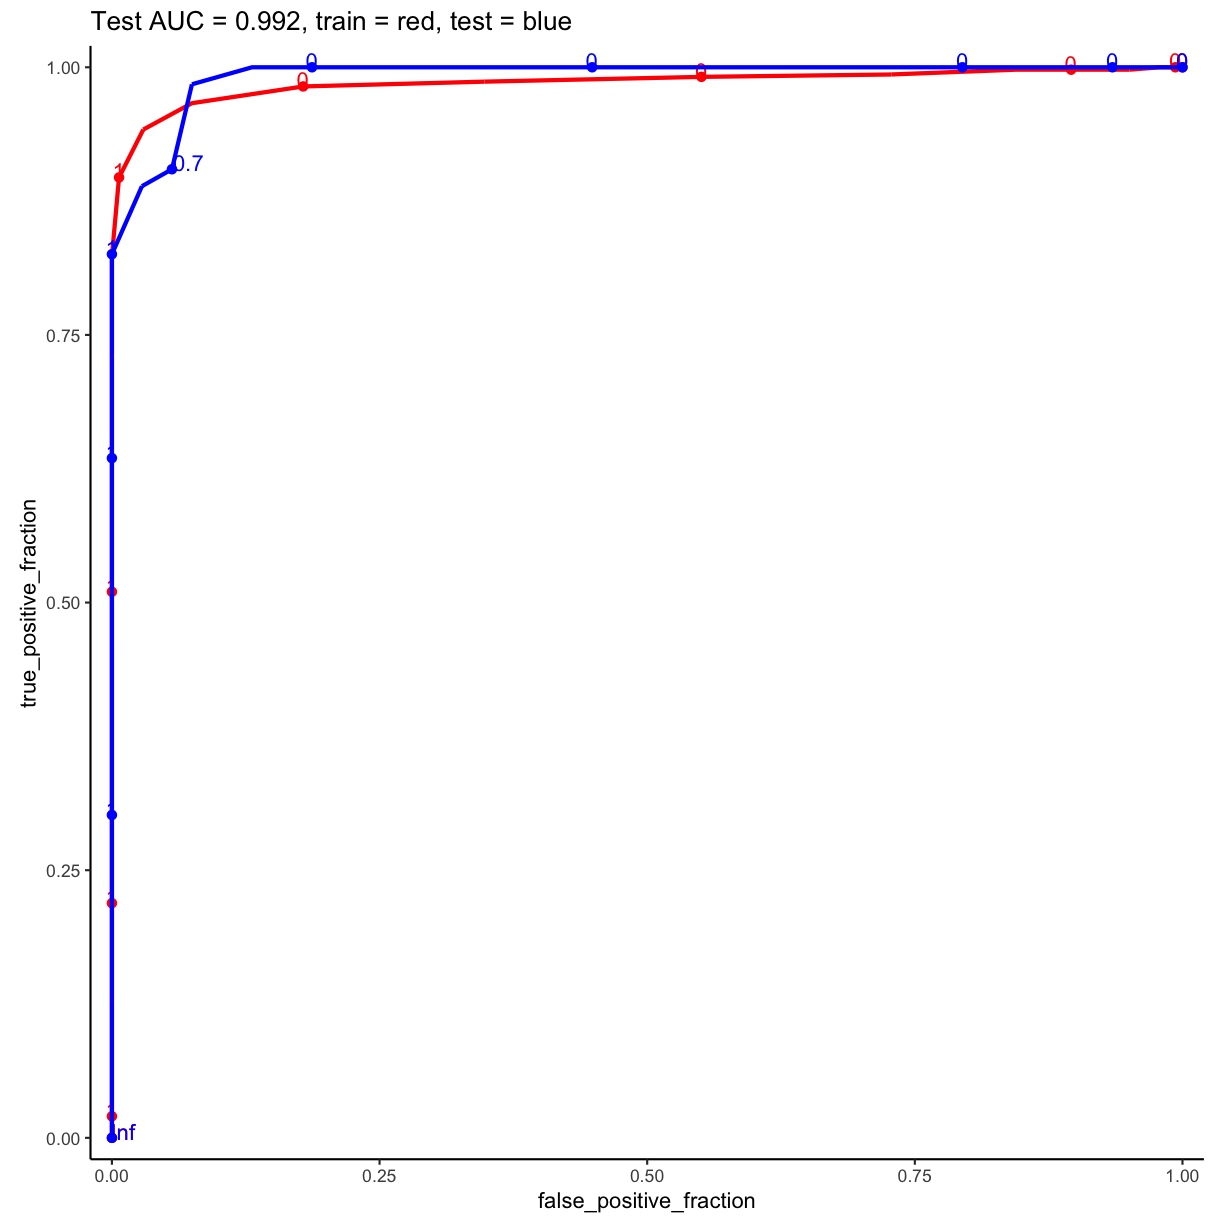 Test AUC = 0.992, train = red, test = blue
1.00
0.75
0.50
0.25
0.00
true_positive_fraction
0 0 0 0 0
0 0 0 0
1
0.7
1
0.00 0.25 0.50 0.75 1.00
false_positive_fraction